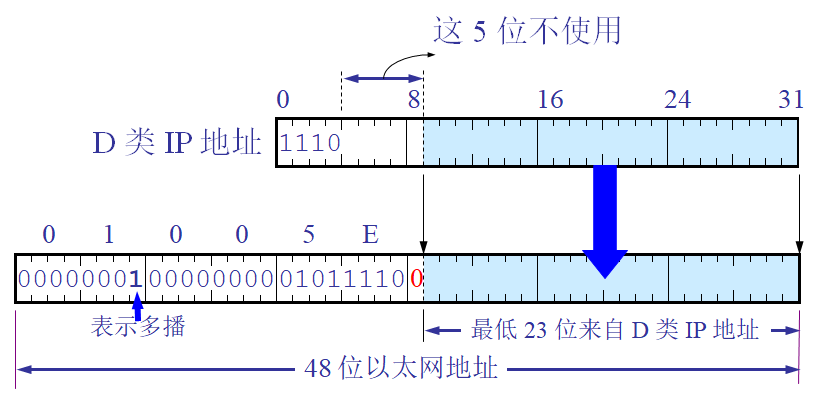 这 5 位不使用
0 8 16 24 31
D 类 IP 地址 1110
0 1 0 0 5 E
00000001 00000000 01011110 0
表示多播
最低 23 位来自 D 类 IP 地址
48 位以太网地址